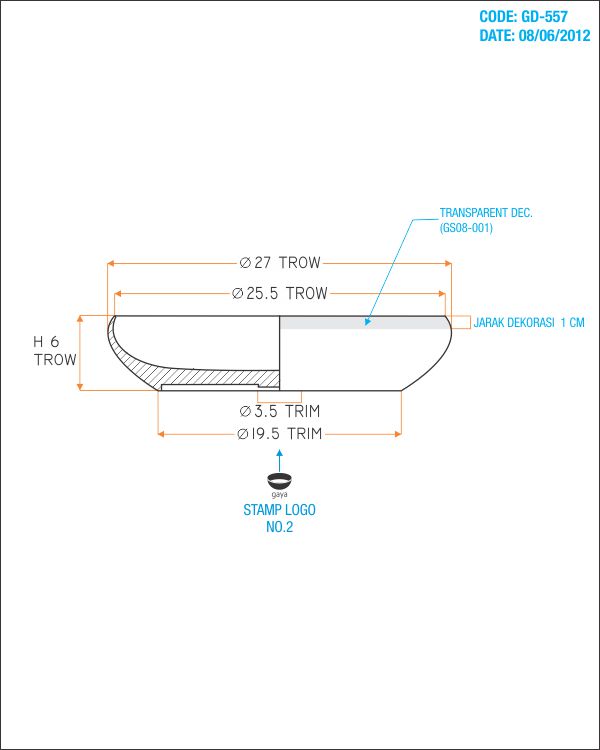 CODE: GD-557
DATE: 08/06/2012
TRANSPARENT DEC.
(GS08-001)
Ø 27 TROW
Ø 25.5 TROW
JARAK DEKORASI 1 CM
H 6
TROW
Ø 3.5 TRIM
Ø 19.5 TRIM
gaya
STAMP LOGO
NO.2